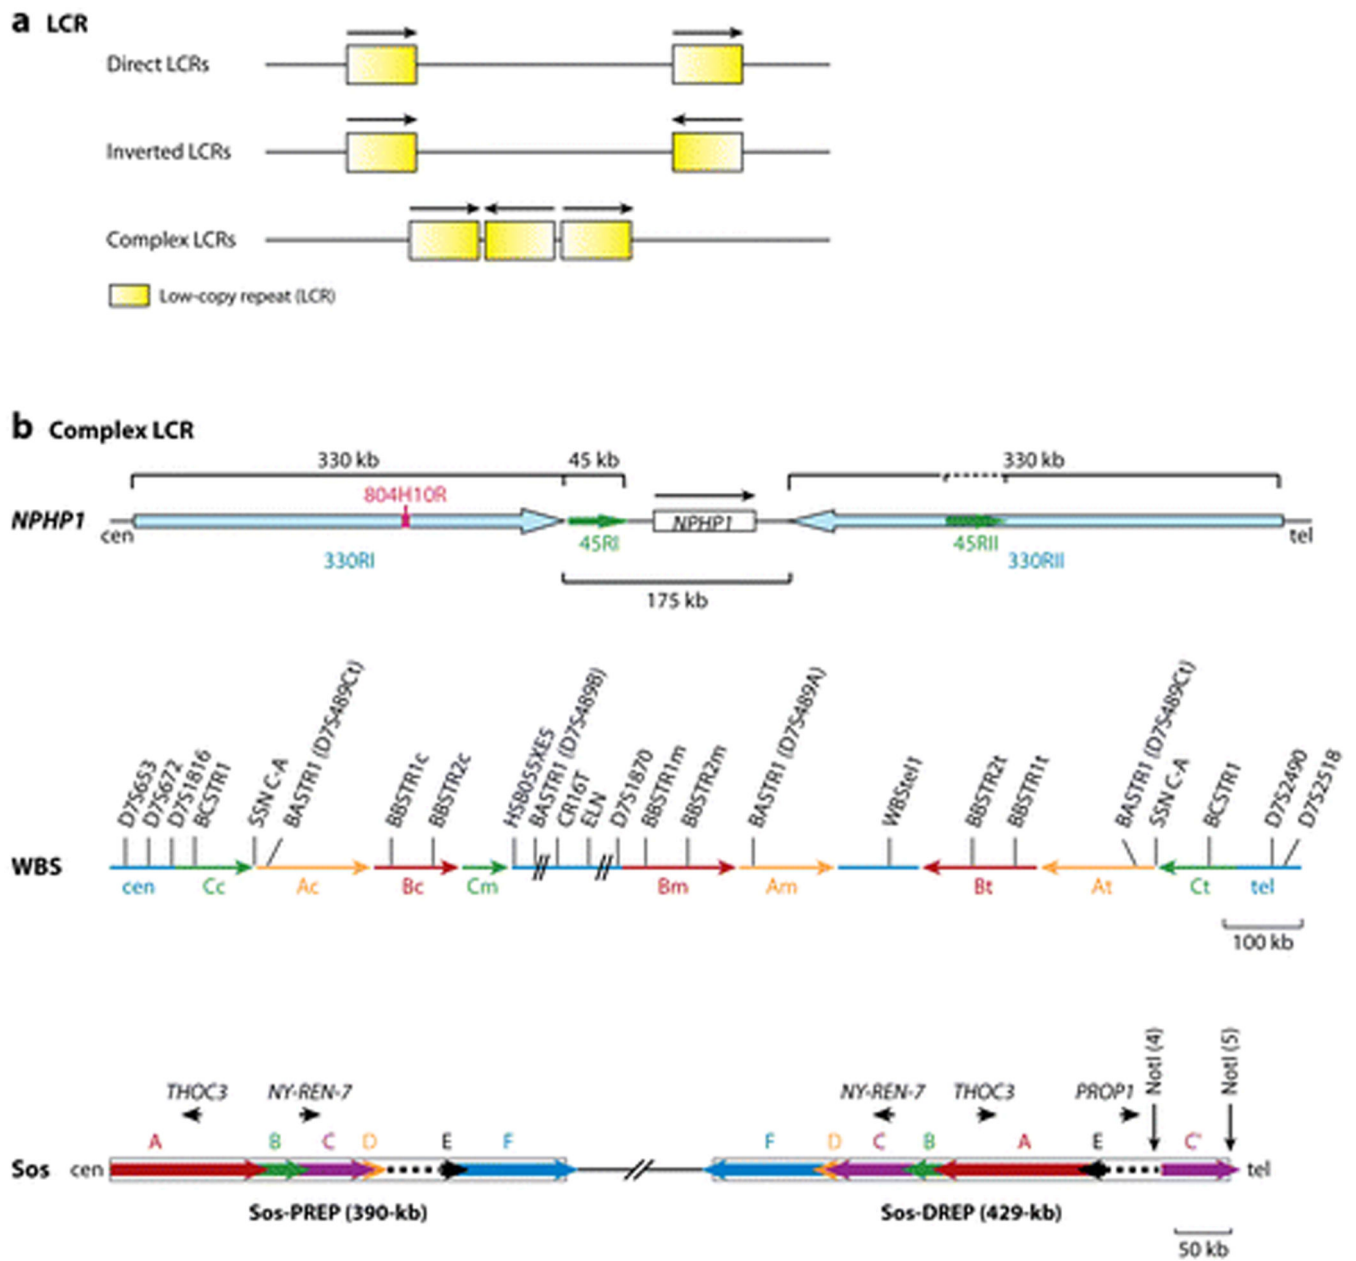 a LCR
Direct LCRs
Inverted LCRs
Complex LCRs
Low-copy repeat (LCR)
b Complex LCR
330 kb 45 kb 330 kb
804H10R
NPHP1 cen NPHP1 tel
45RI 45RII
330RI 330RII
175 kb
D7S653 D7S672 D7S1816 BCSTR1 SSN C-A BASTR1 (D7S489Ct) BBSTR1c BBSTR2c HSB055XE5 BASTR1 (D7S489B) CR16T ELN D7S1870 BBSTR1m BBSTR2m BASTR1 (D7S489A) WBStel1 BBSTR2t BBSTR1t BASTR1 (D7S489Ct) SSN C-A BCSTR1 D7S2490 D7S2518
WBS
cen Cc Ac Bc Cm Bm Am Bt At Ct tel
100 kb
NotI (4) NotI (5)
THOC3 NY-REN-7 NY-REN-7 THOC3 PROP1
A B C D E F F D C B A E C'
Sos cen tel
Sos-PREP (390-kb) Sos-DREP (429-kb)
50 kb